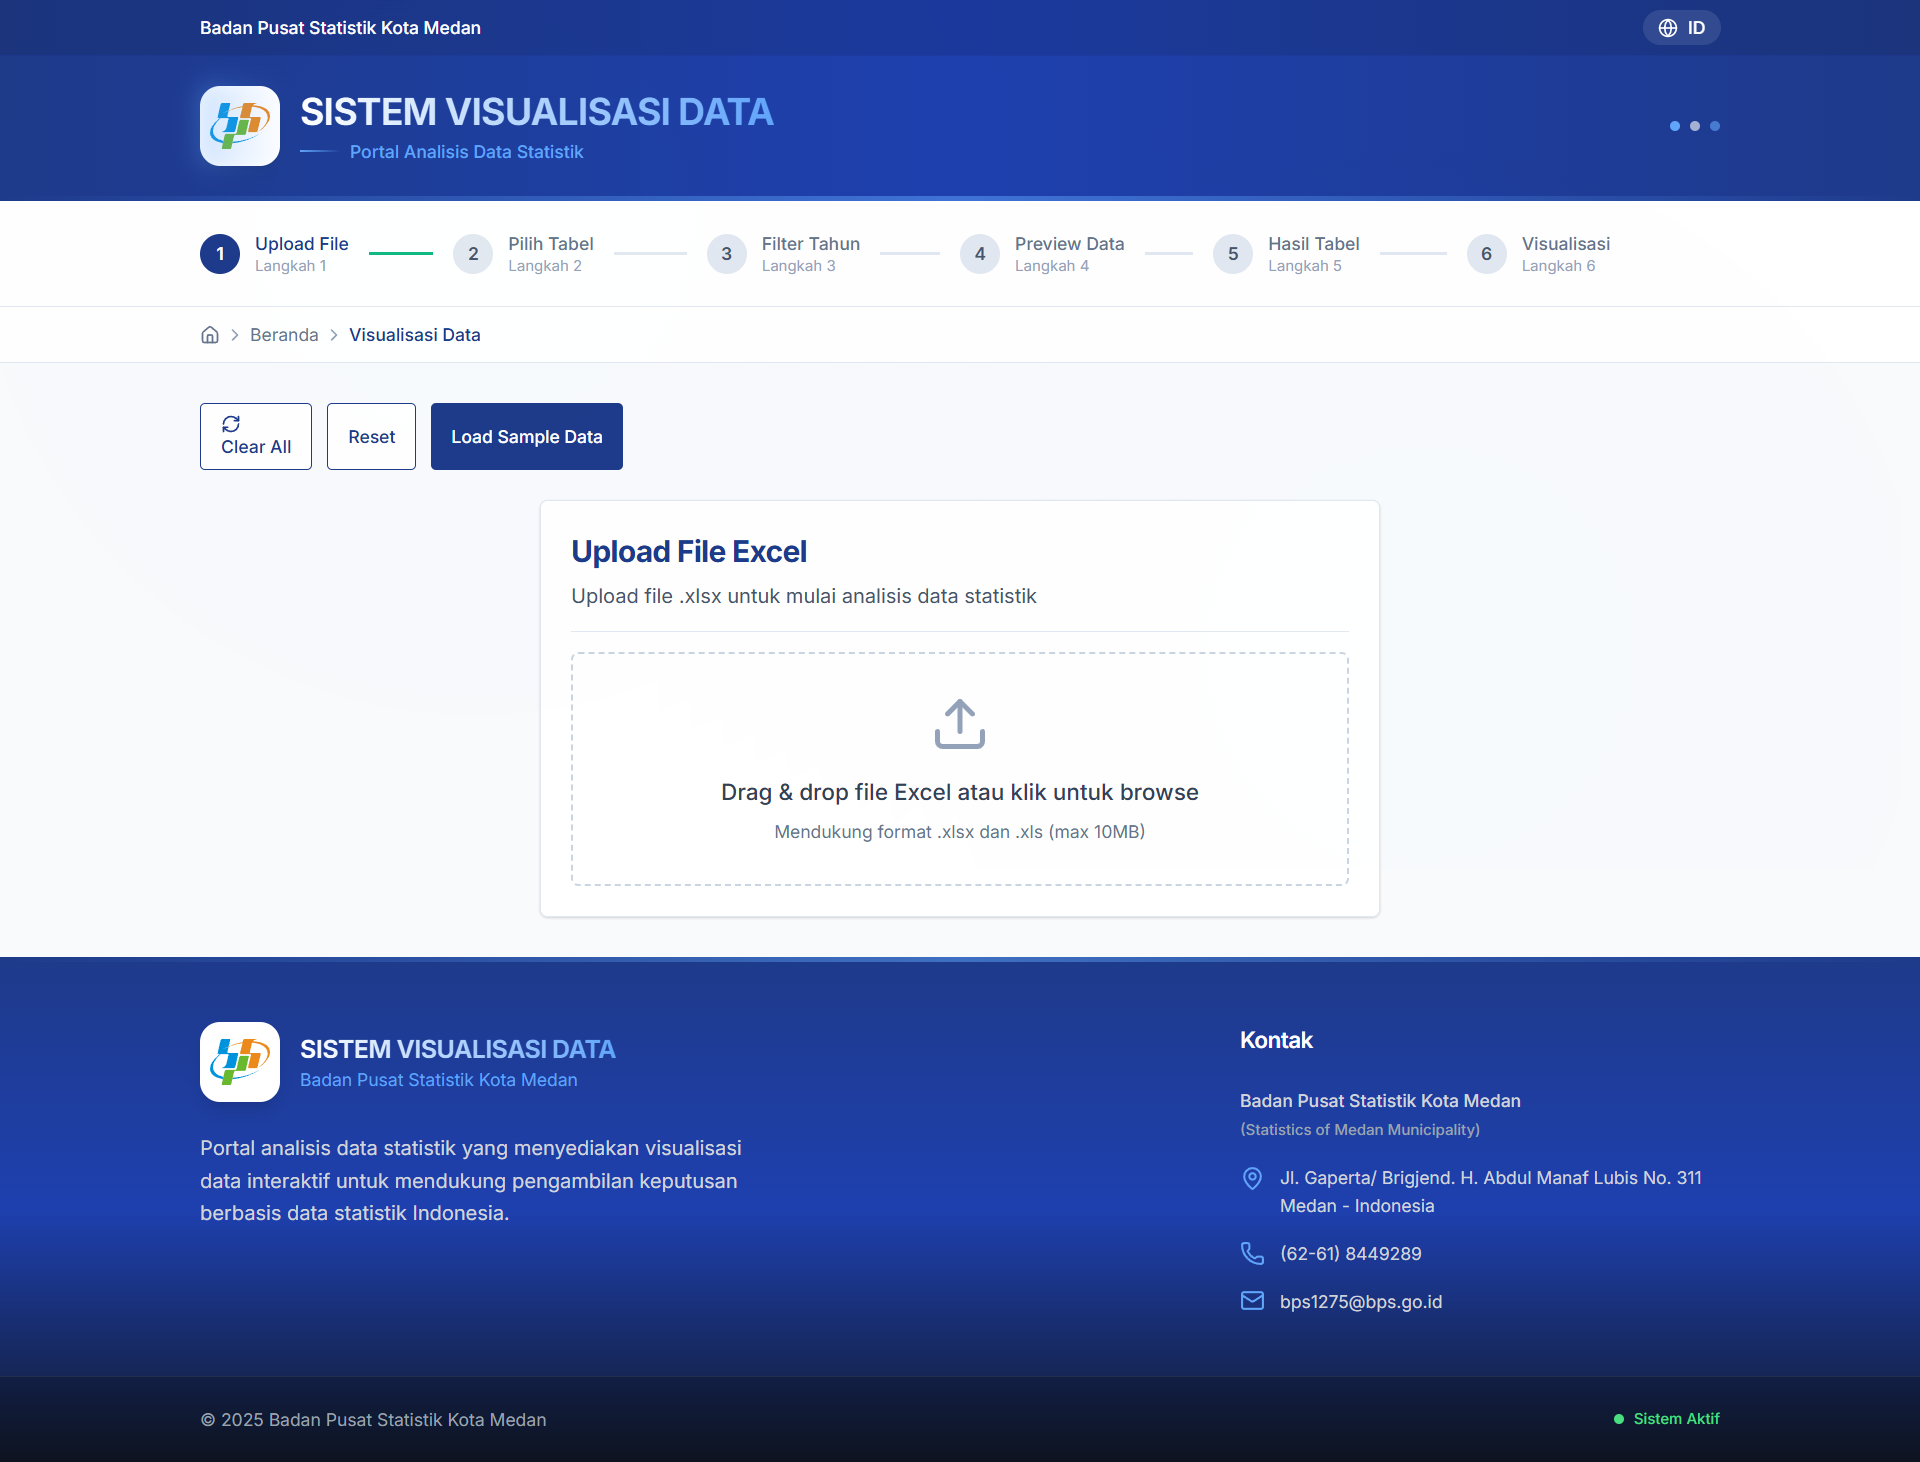 Badan Pusat Statistik Kota Medan
ID
SISTEM VISUALISASI DATA
Portal Analisis Data Statistik
1
Upload File
Langkah 1
2
Pilih Tabel
Langkah 2
3
Filter Tahun
Langkah 3
4
Preview Data
Langkah 4
5
Hasil Tabel
Langkah 5
6
Visualisasi
Langkah 6
Beranda
Visualisasi Data
Clear All
Reset
Load Sample Data
Upload File Excel
Upload file .xlsx untuk mulai analisis data statistik
Drag & drop file Excel atau klik untuk browse
Mendukung format .xlsx dan .xls (max 10MB)
SISTEM VISUALISASI DATA
Badan Pusat Statistik Kota Medan
Portal analisis data statistik yang menyediakan visualisasi
data interaktif untuk mendukung pengambilan keputusan
berbasis data statistik Indonesia.
Kontak
Badan Pusat Statistik Kota Medan
(Statistics of Medan Municipality)
Jl. Gaperta/ Brigjend. H. Abdul Manaf Lubis No. 311
Medan - Indonesia
(62-61) 8449289
bps1275@bps.go.id
© 2025 Badan Pusat Statistik Kota Medan
Sistem Aktif